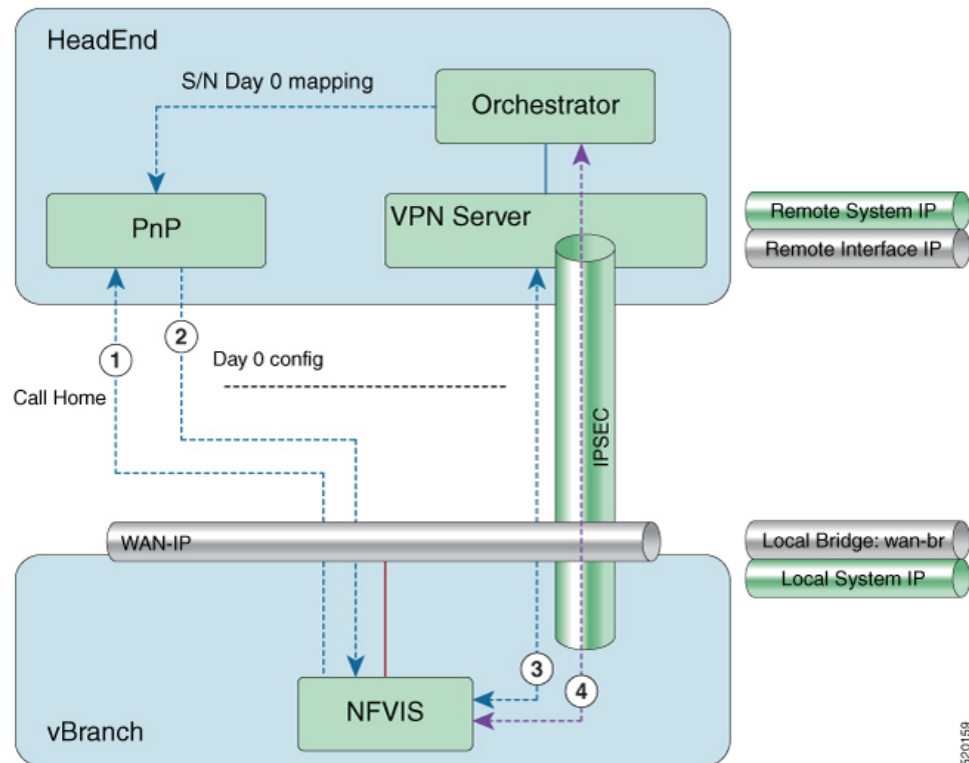 HeadEnd
S/N Day 0 mapping
Orchestrator
PnP
VPN Server
Remote System IP
Remote Interface IP
1
2
Day 0 config
Call Home
IPSEC
WAN-IP
Local Bridge: wan-br
Local System IP
3
4
NFVIS
vBranch
520159